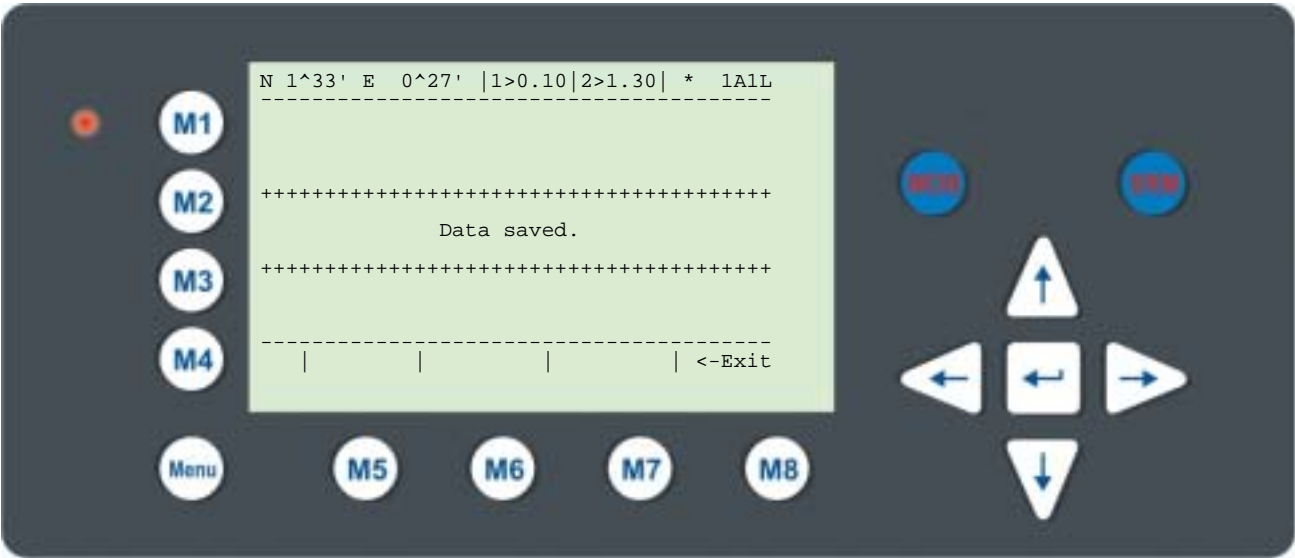 N 1^33' E 0^27' |1>0.10|2>1.30| * 1A1L
----------------------------------------
M1
M2
++++++++++++++++++++++++++++++++++++++++
Data saved.
++++++++++++++++++++++++++++++++++++++++
M3
----------------------------------------
M4
| | | | <-Exit
Menu
M5
M6
M7
M8